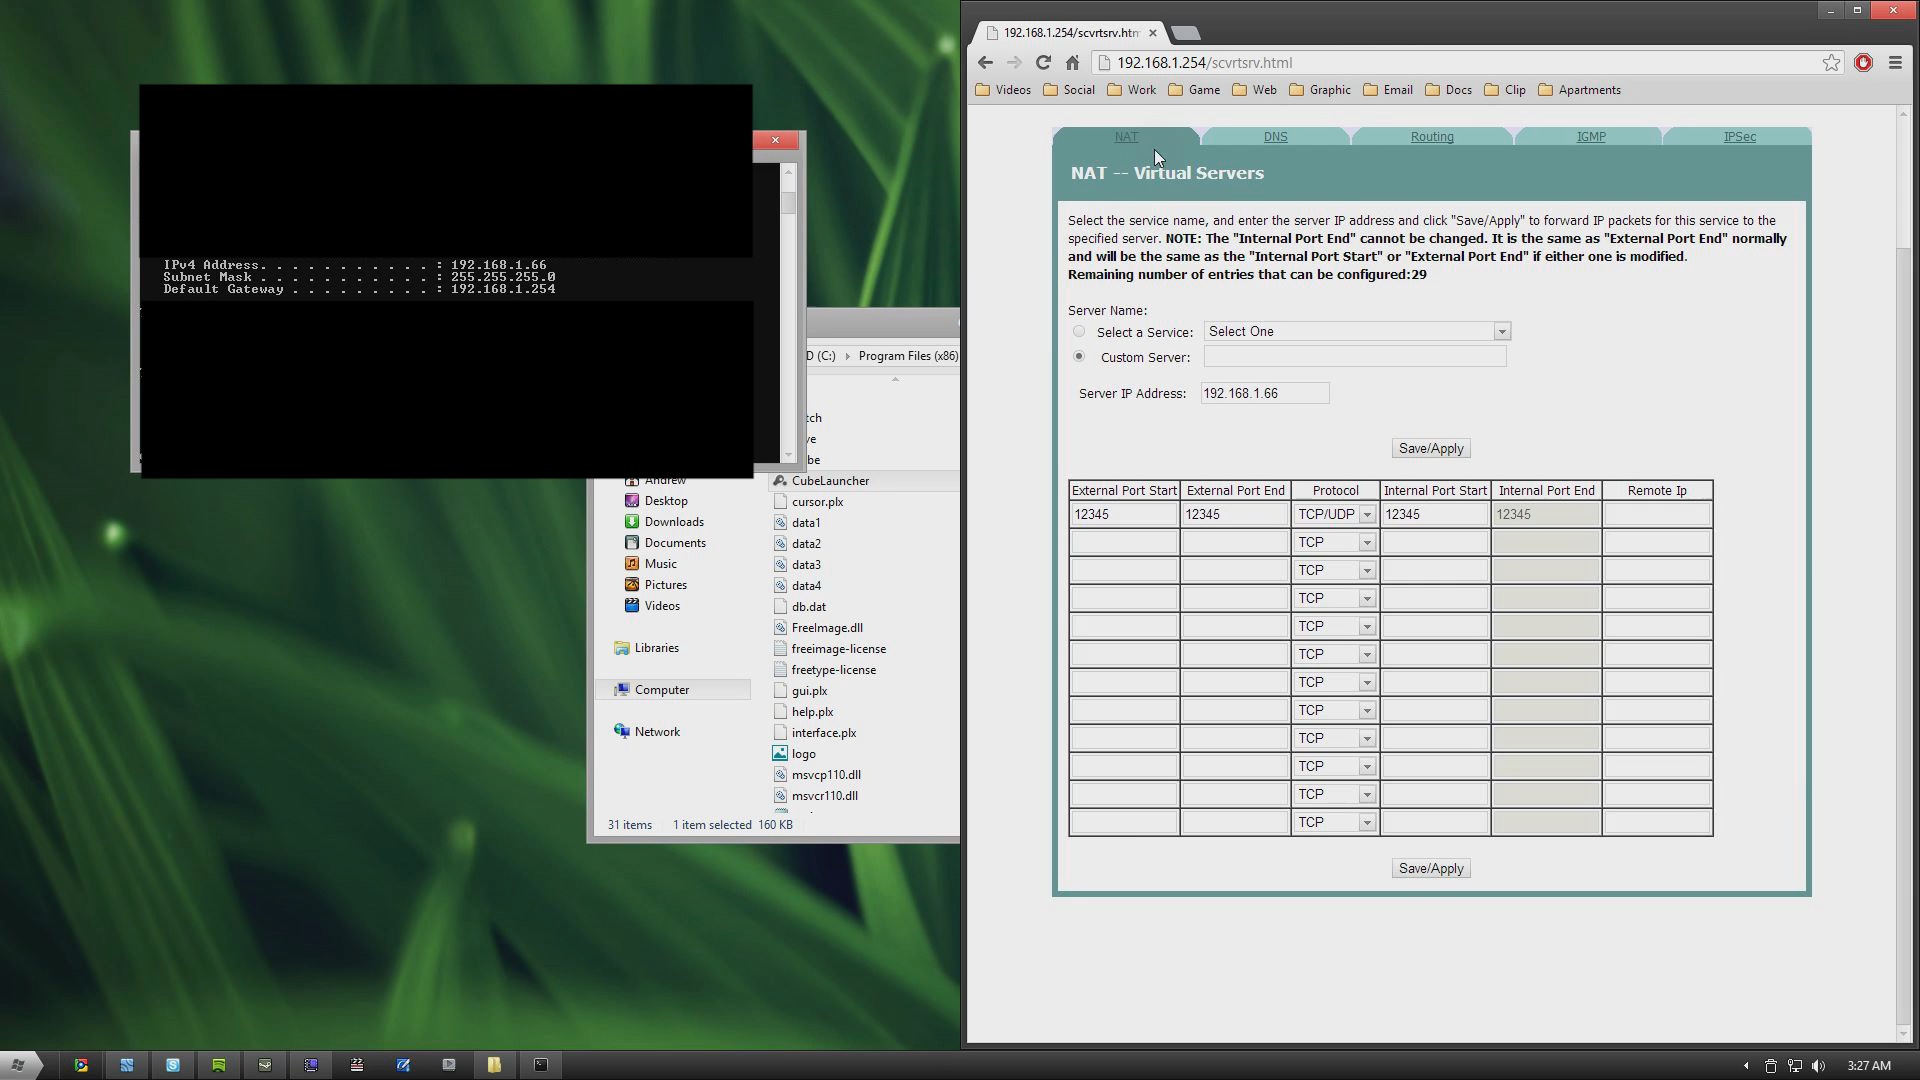 192.168.1.254/scvrtsrv.htm
192.168.1.254/scvrtsrv.html
Videos Social Work Game Web Graphic Email Docs Clip Apartments
NAT DNS Routing IGMP IPSec
NAT -- Virtual Servers
Select the service name, and enter the server IP address and click "Save/Apply" to forward IP packets for this service to the
specified server. NOTE: The "Internal Port End" cannot be changed. It is the same as "External Port End" normally
and will be the same as the "Internal Port Start" or "External Port End" if either one is modified.
Remaining number of entries that can be configured:29
Server Name:
Select a Service: Select One
Custom Server:
Server IP Address: 192.168.1.66
Save/Apply
External Port Start External Port End Protocol Internal Port Start Internal Port End Remote Ip
12345 12345 TCP/UDP 12345 12345
TCP
TCP
TCP
TCP
TCP
TCP
TCP
TCP
TCP
TCP
TCP
Save/Apply
IPv4 Address. . . . . . . . . . . : 192.168.1.66
Subnet Mask . . . . . . . . . . . : 255.255.255.0
Default Gateway . . . . . . . . . : 192.168.1.254
D (C:) Program Files (x86)
tch
ve
be
Andrew
Desktop
Downloads
Documents
Music
Pictures
Videos
Libraries
Computer
Network
CubeLauncher
cursor.plx
data1
data2
data3
data4
db.dat
FreeImage.dll
freeimage-license
freetype-license
gui.plx
help.plx
interface.plx
logo
msvcp110.dll
msvcr110.dll
31 items 1 item selected 160 KB
3:27 AM